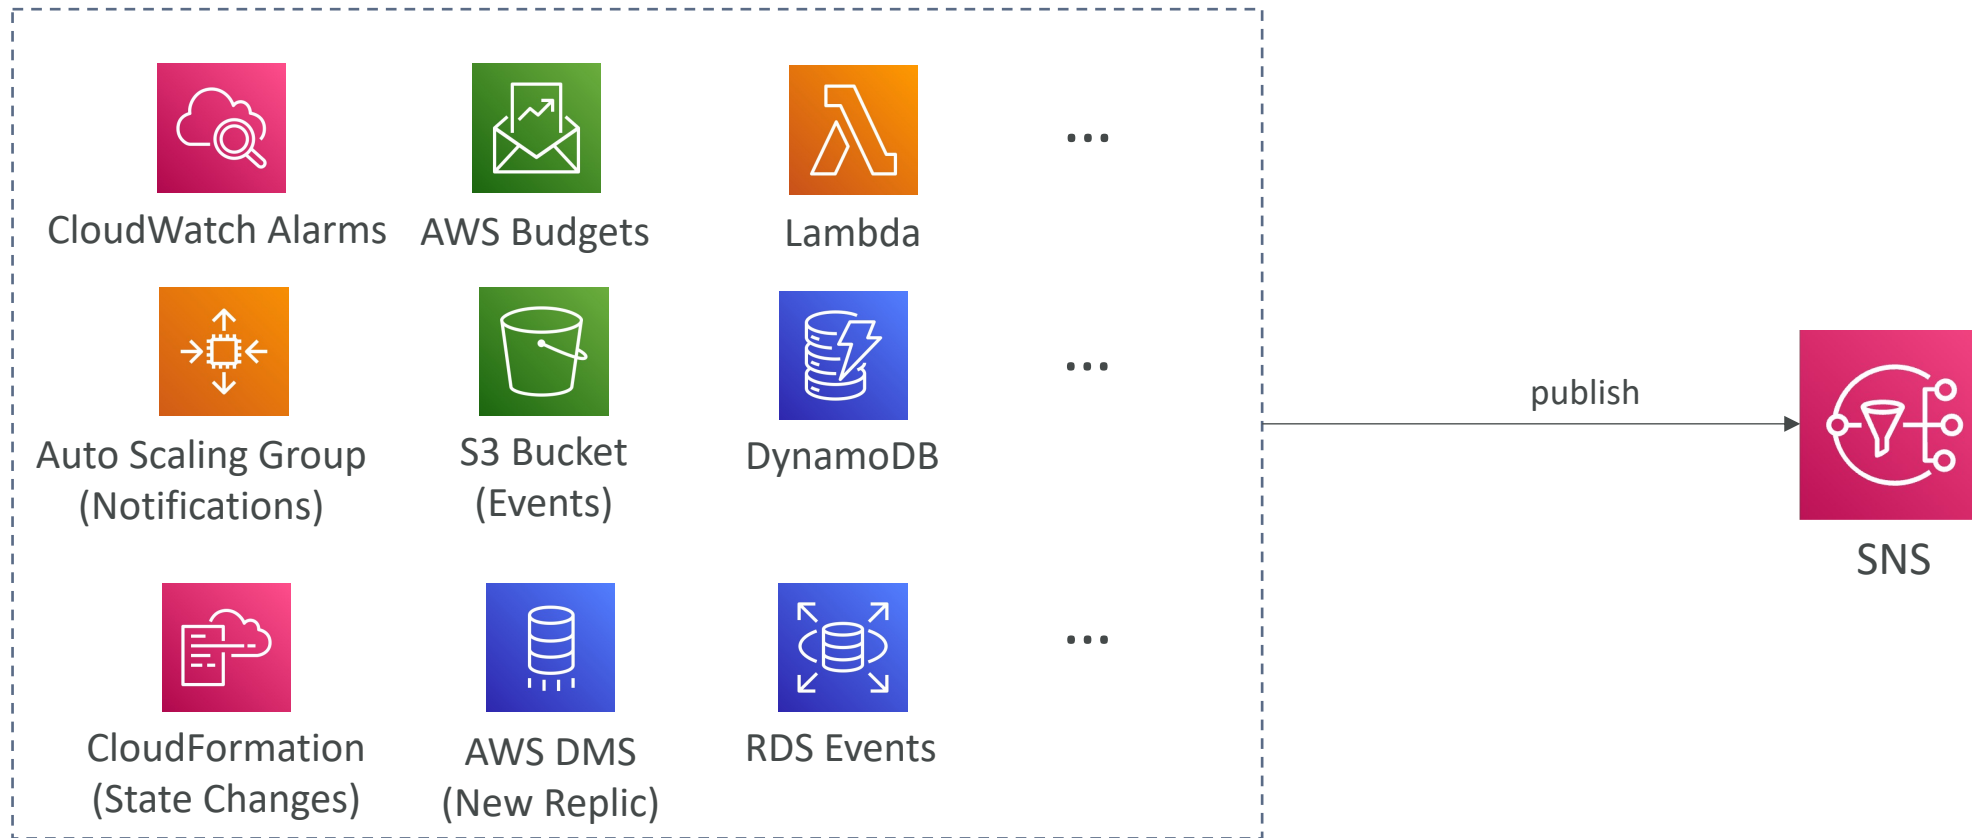 ...
CloudWatch Alarms
AWS Budgets
Lambda
...
Auto Scaling Group
(Notifications)
S3 Bucket
(Events)
DynamoDB
...
CloudFormation
(State Changes)
AWS DMS
(New Replic)
RDS Events
publish
SNS